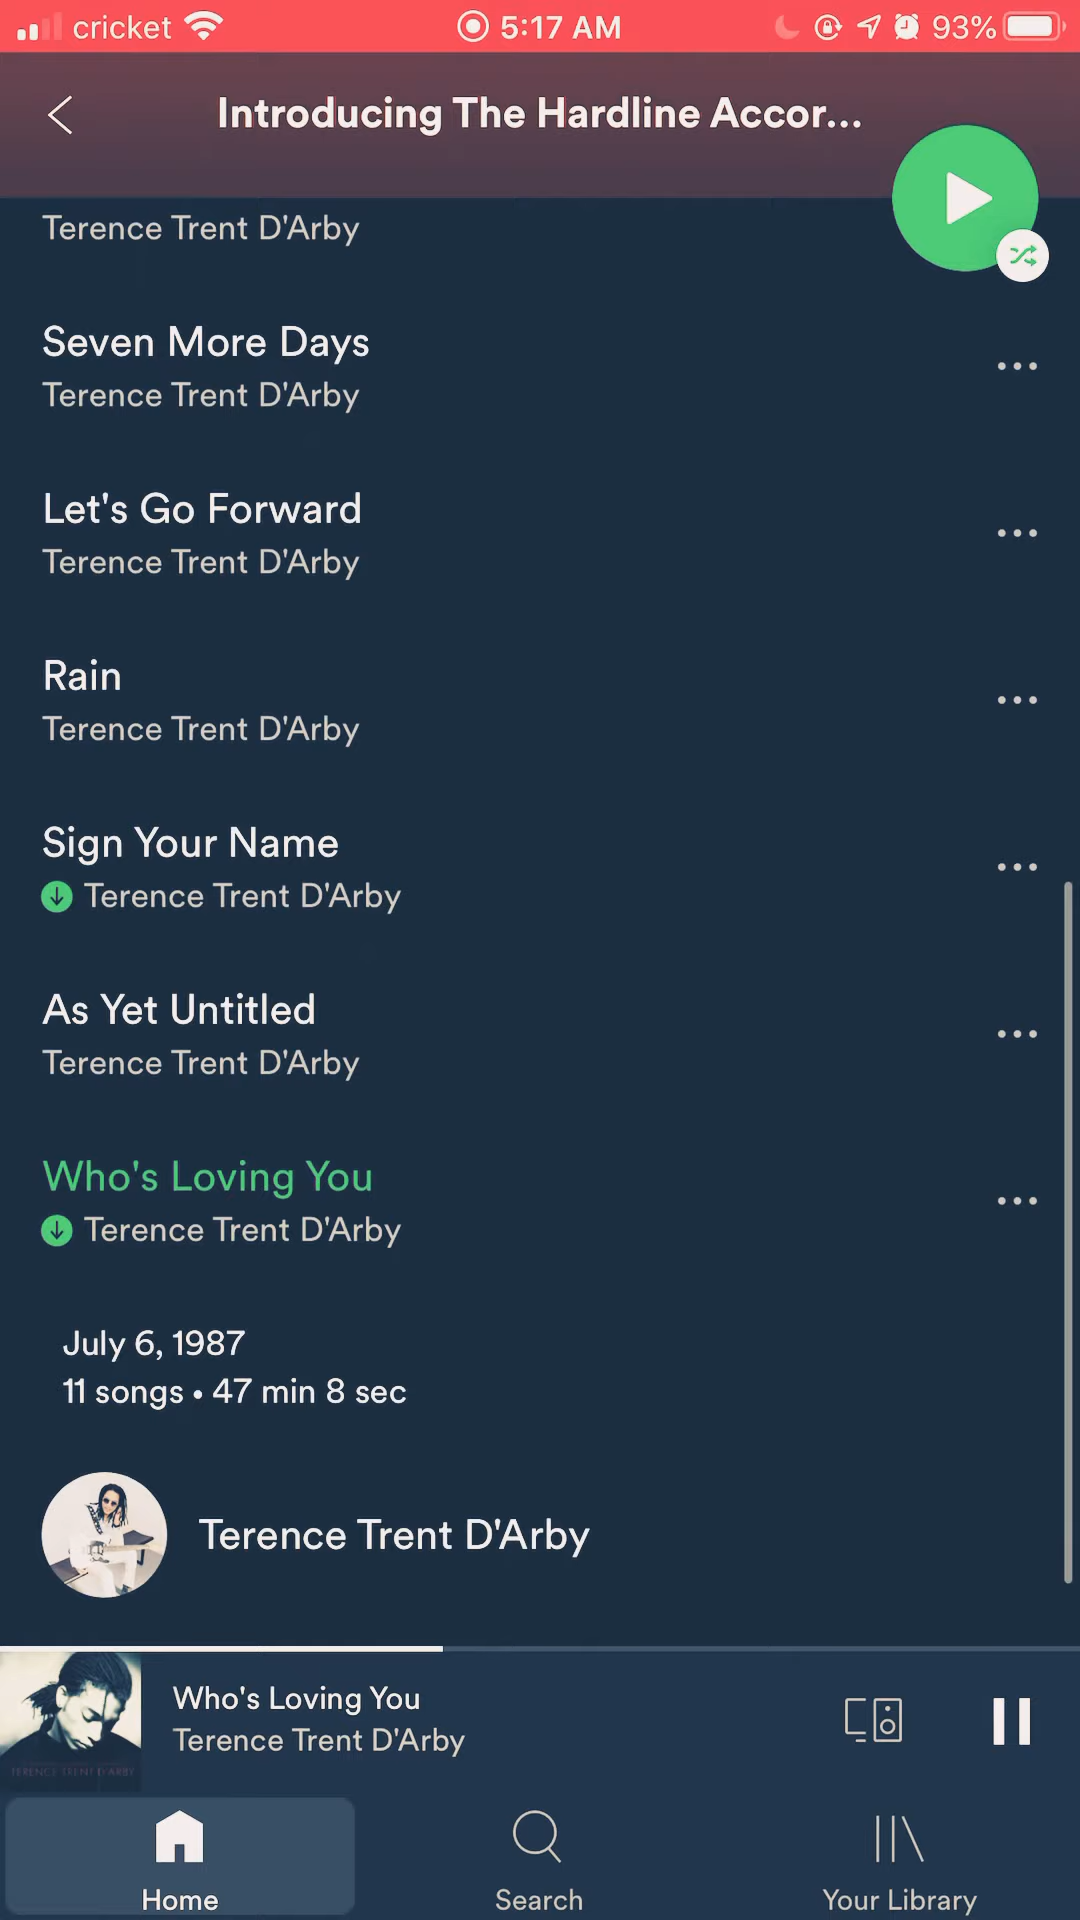 cricket 5:17 AM 93%
Introducing The Hardline Accor...
Terence Trent D'Arby
Seven More Days
Terence Trent D'Arby
Let's Go Forward
Terence Trent D'Arby
Rain
Terence Trent D'Arby
Sign Your Name
Terence Trent D'Arby
As Yet Untitled
Terence Trent D'Arby
Who's Loving You
Terence Trent D'Arby
July 6, 1987
11 songs • 47 min 8 sec
Terence Trent D'Arby
Who's Loving You
Terence Trent D'Arby
TERENCE TRENT D'ARBY
Home Search Your Library